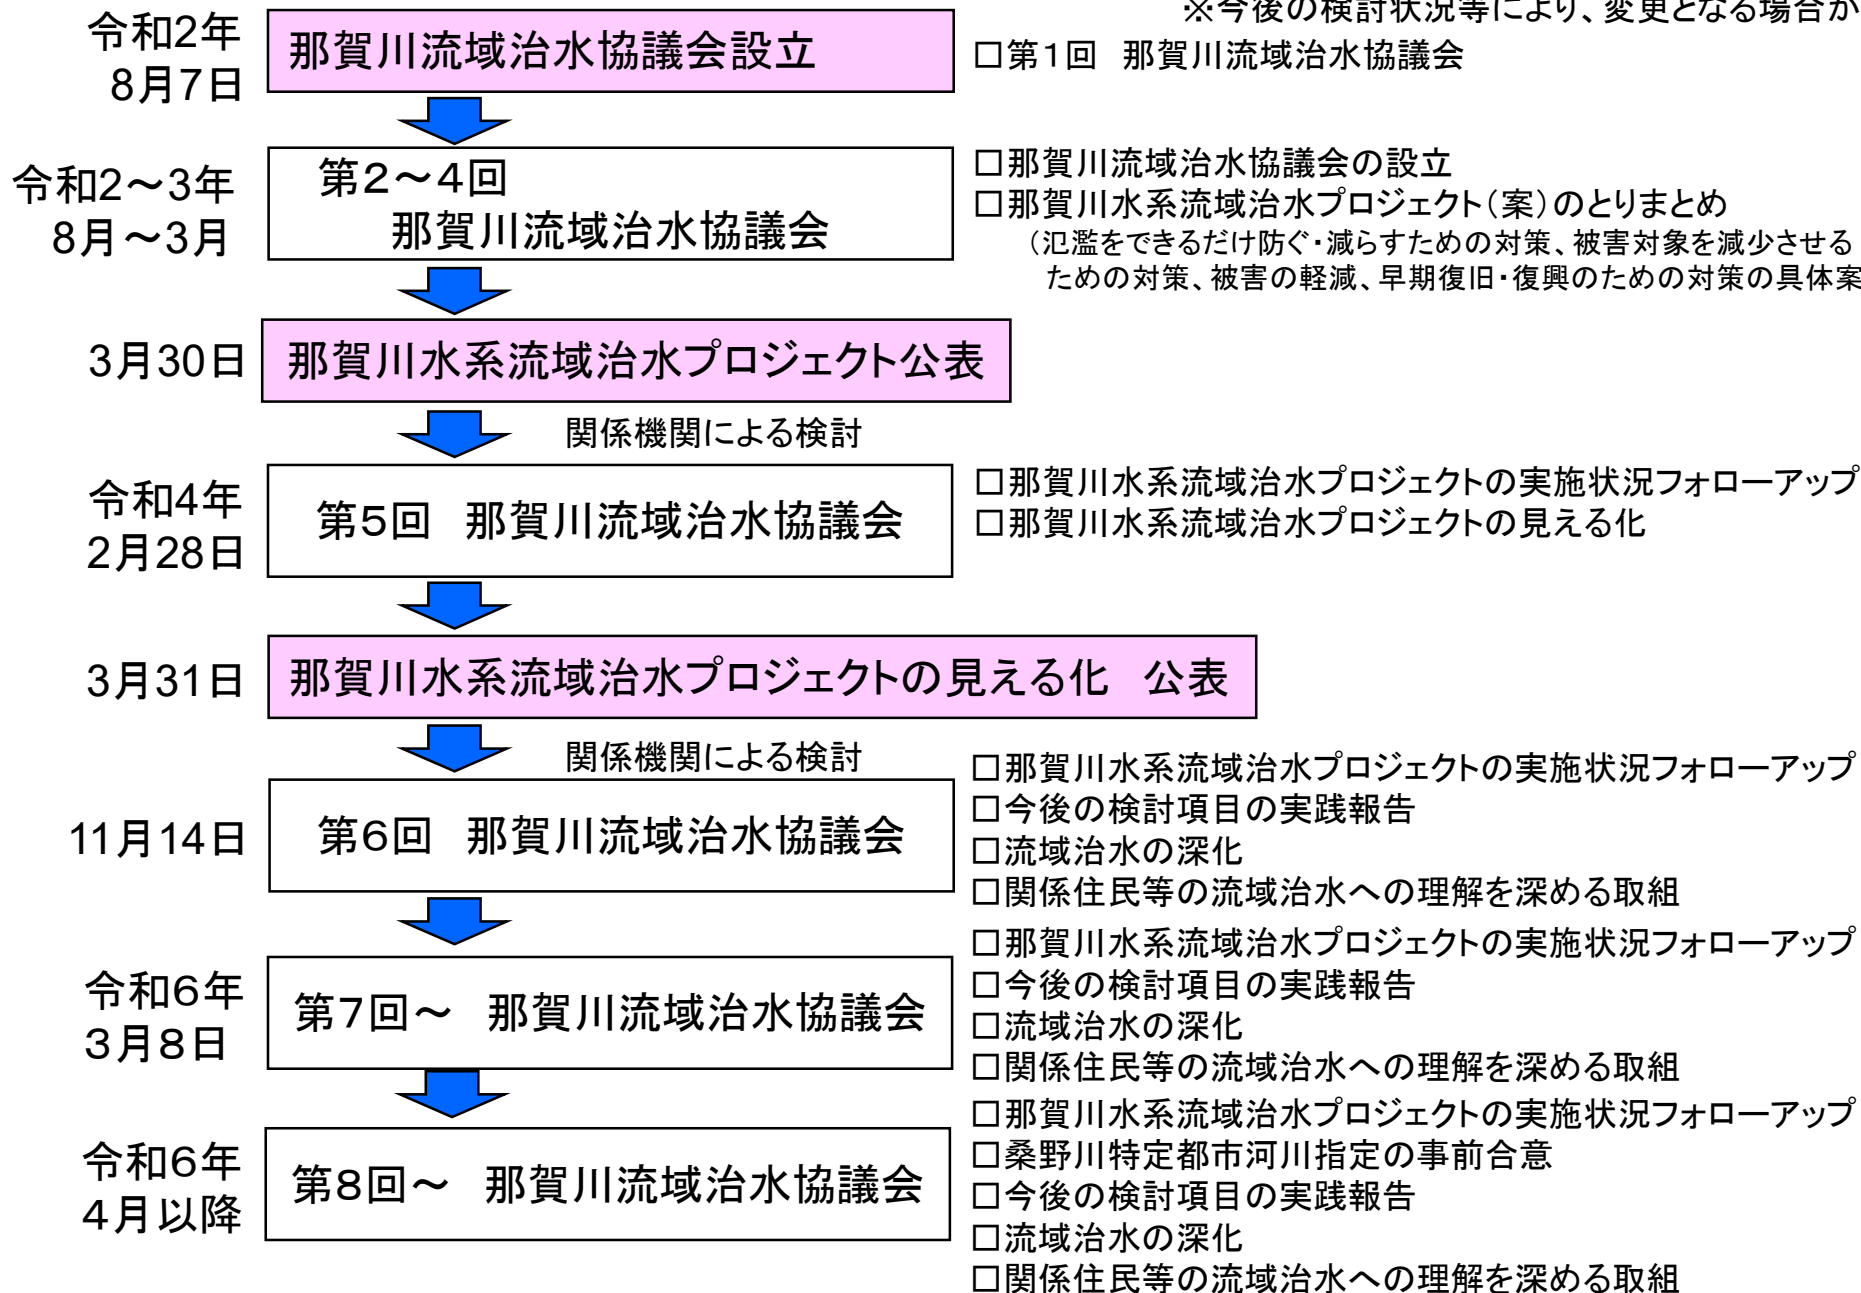 ※今後の検討状況等により、変更となる場合が
令和2年
8月7日
那賀川流域治水協議会設立
□第1回　那賀川流域治水協議会
令和2～3年
8月～3月
第2～4回
那賀川流域治水協議会
□那賀川流域治水協議会の設立
□那賀川水系流域治水プロジェクト（案）のとりまとめ
（氾濫をできるだけ防ぐ・減らすための対策、被害対象を減少させる
ための対策、被害の軽減、早期復旧・復興のための対策の具体案
3月30日
那賀川水系流域治水プロジェクト公表
関係機関による検討
令和4年
2月28日
第5回　那賀川流域治水協議会
□那賀川水系流域治水プロジェクトの実施状況フォローアップ
□那賀川水系流域治水プロジェクトの見える化
3月31日
那賀川水系流域治水プロジェクトの見える化　公表
関係機関による検討
11月14日
第6回　那賀川流域治水協議会
□那賀川水系流域治水プロジェクトの実施状況フォローアップ
□今後の検討項目の実践報告
□流域治水の深化
□関係住民等の流域治水への理解を深める取組
令和6年
3月8日
第7回～　那賀川流域治水協議会
□那賀川水系流域治水プロジェクトの実施状況フォローアップ
□今後の検討項目の実践報告
□流域治水の深化
□関係住民等の流域治水への理解を深める取組
令和6年
4月以降
第8回～　那賀川流域治水協議会
□那賀川水系流域治水プロジェクトの実施状況フォローアップ
□桑野川特定都市河川指定の事前合意
□今後の検討項目の実践報告
□流域治水の深化
□関係住民等の流域治水への理解を深める取組